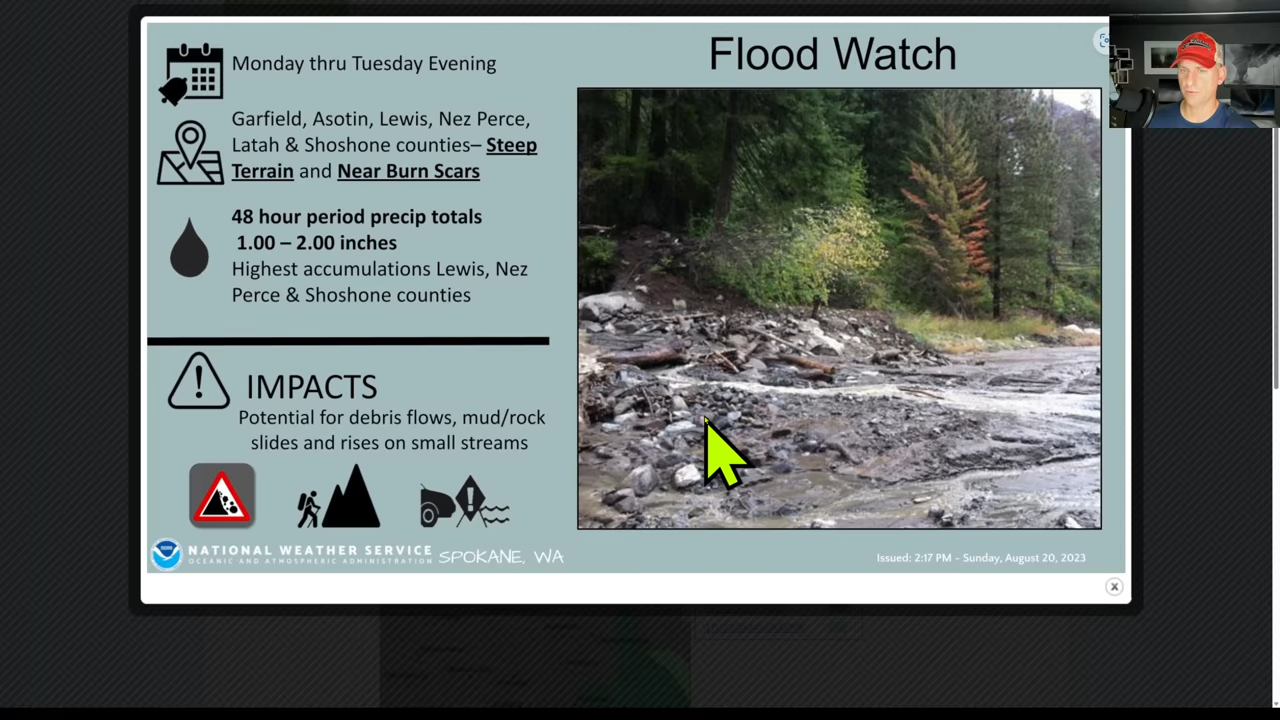 Flood Watch
Monday thru Tuesday Evening
Garfield, Asotin, Lewis, Nez Perce,
Latah & Shoshone counties– Steep
Terrain and Near Burn Scars
48 hour period precip totals
1.00 – 2.00 inches
Highest accumulations Lewis, Nez
Perce & Shoshone counties
IMPACTS
Potential for debris flows, mud/rock
slides and rises on small streams
NATIONAL WEATHER SERVICE
OCEANIC AND ATMOSPHERIC ADMINISTRATION
SPOKANE, WA
Issued: 2:17 PM – Sunday, August 20, 2023
x